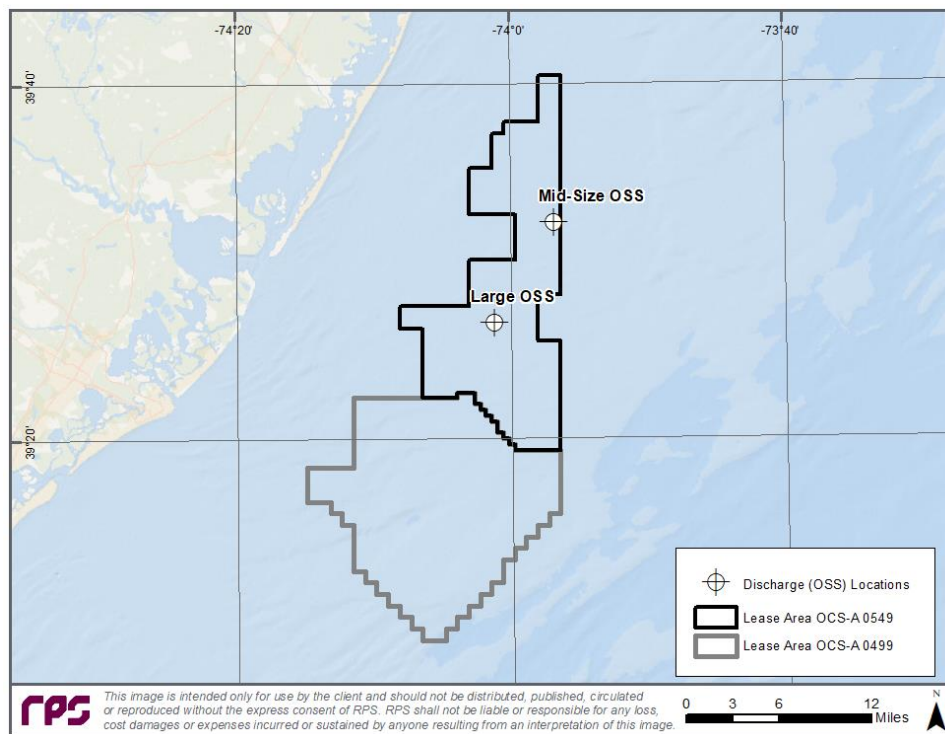 -74°20'
-74°0'
-73°40'
39°40'
Mid-Size OSS
Large OSS
39°20'
Discharge (OSS) Locations
Lease Area OCS-A 0549
Lease Area OCS-A 0499
rps
This image is intended only for use by the client and should not be distributed, published, circulated
or reproduced without the express consent of RPS. RPS shall not be liable or responsible for any loss,
cost damages or expenses incurred or sustained by anyone resulting from an interpretation of this image.
0 3 6 12
Miles
N